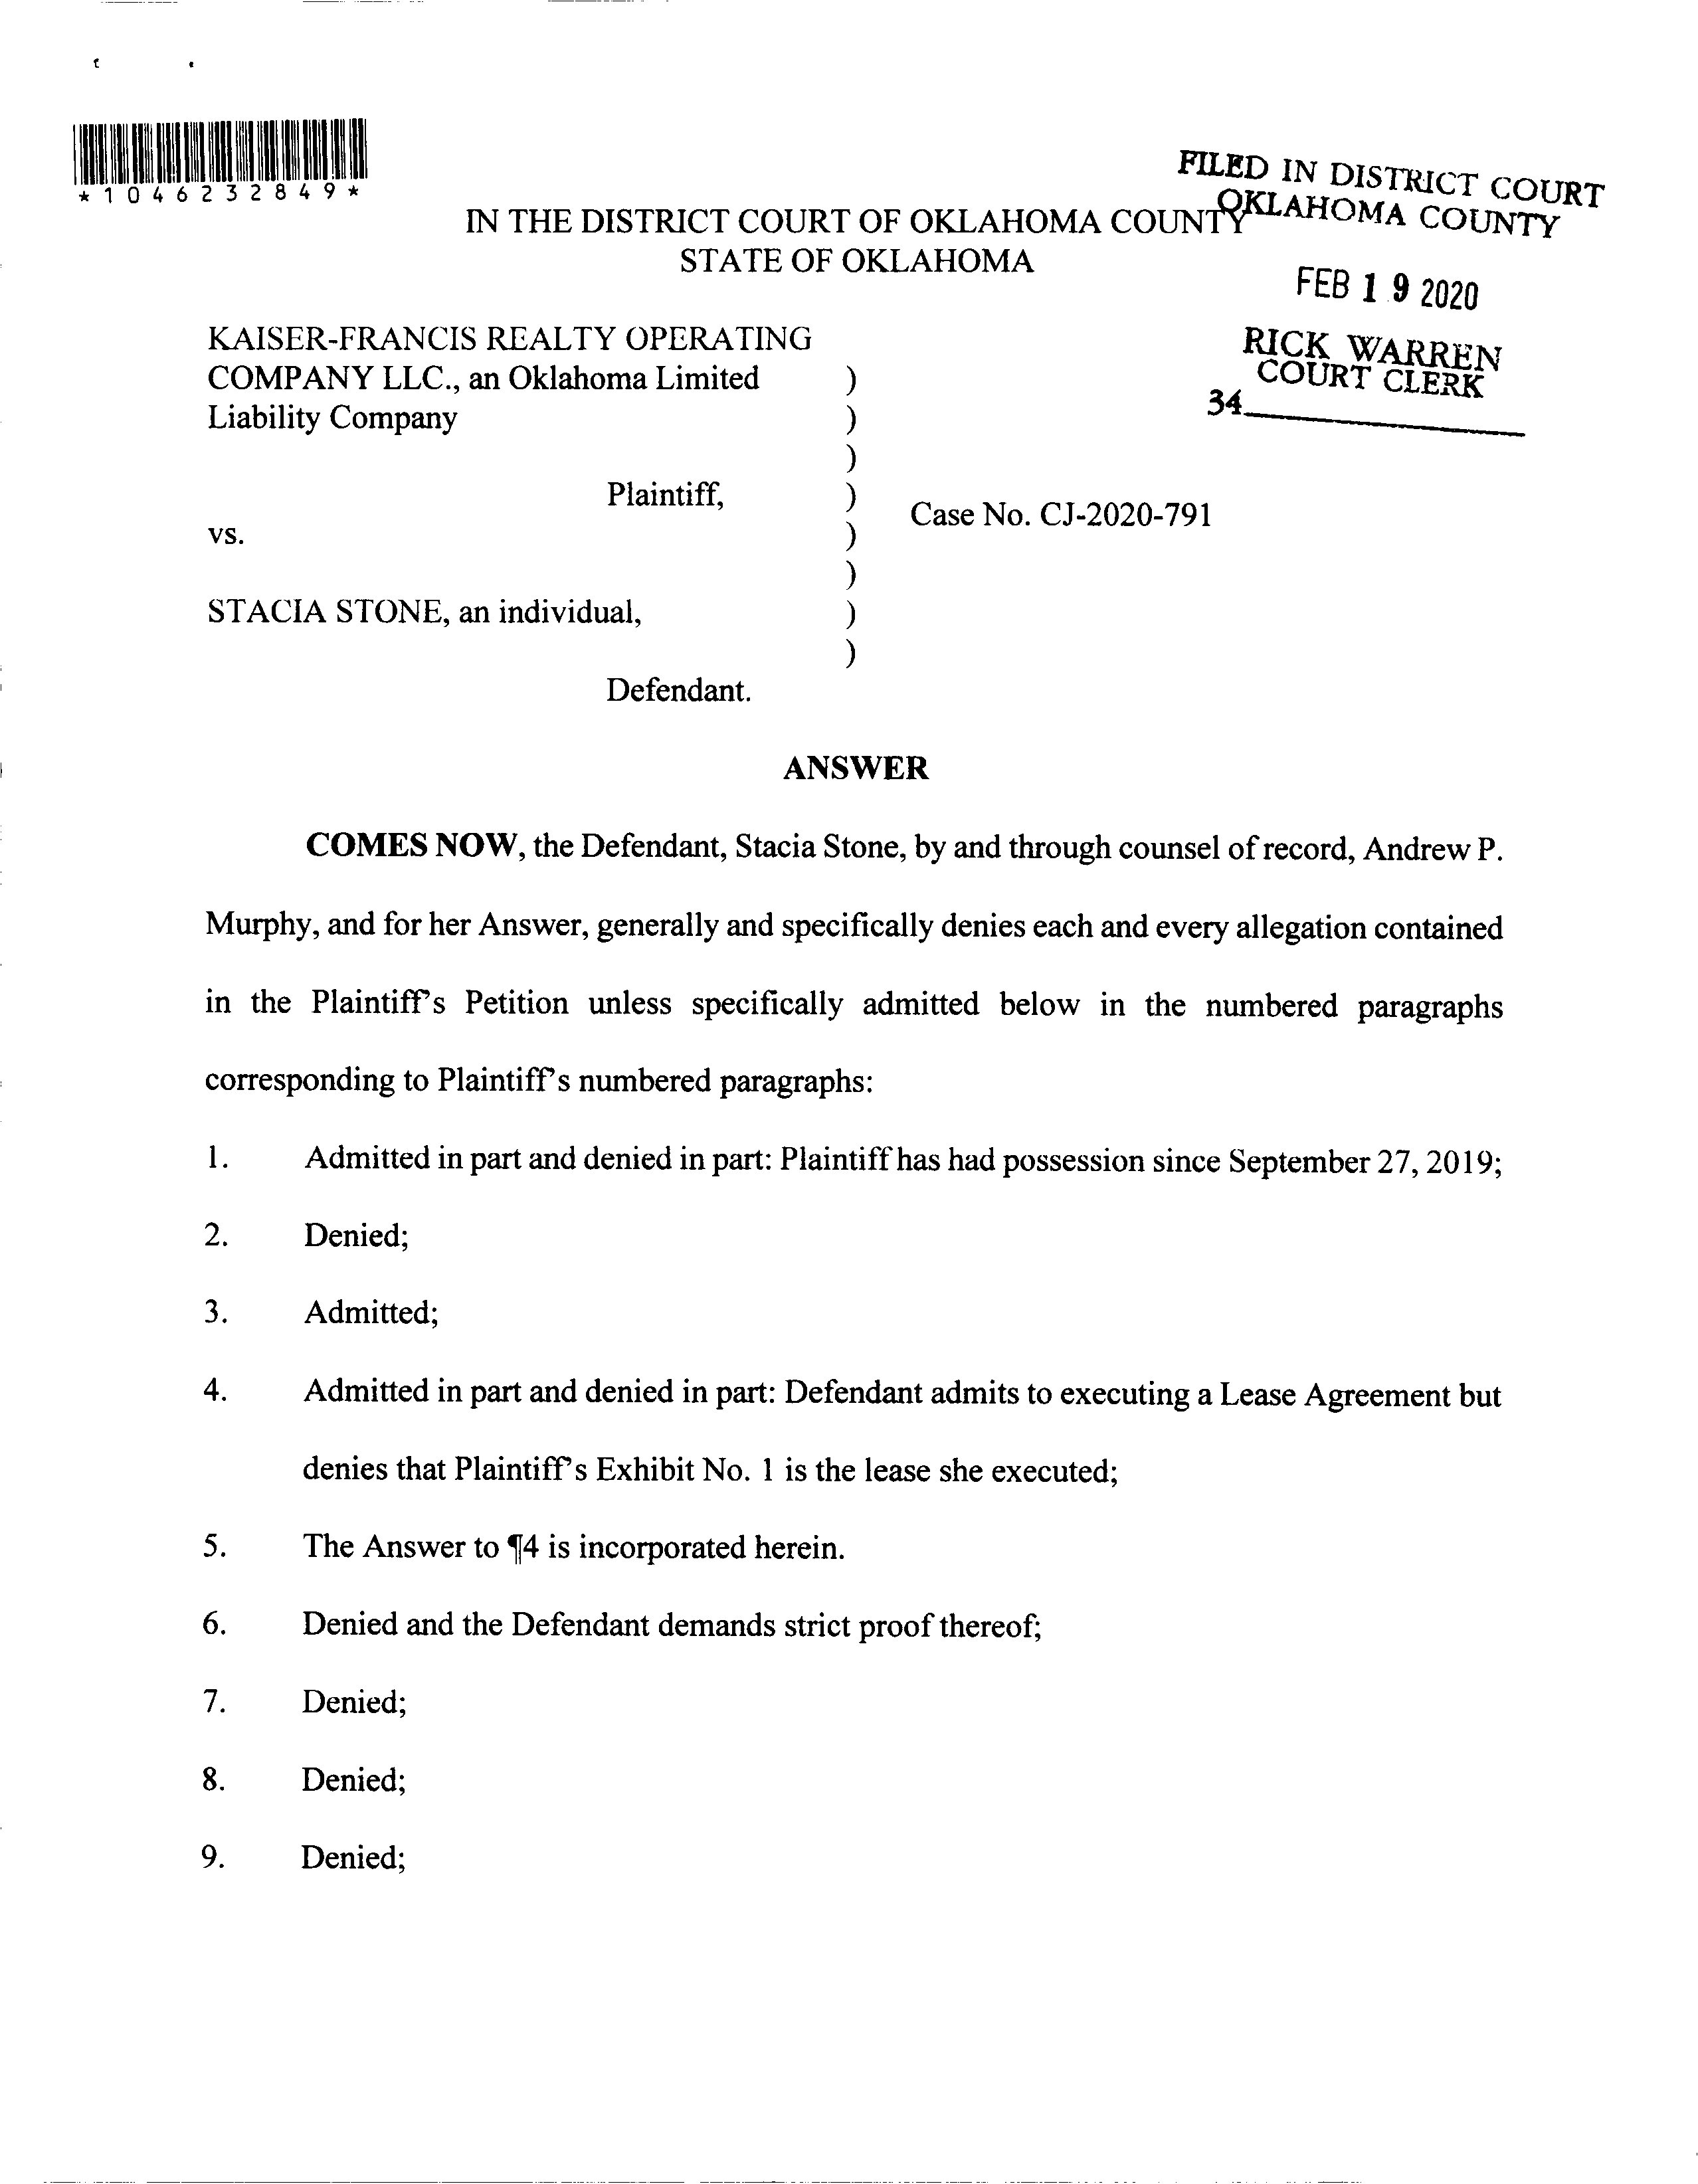 *1046232849*
FILED IN DISTRICT COURT
OKLAHOMA COUNTY
IN THE DISTRICT COURT OF OKLAHOMA COUNTY
STATE OF OKLAHOMA
FEB 19 2020
RICK WARREN
COURT CLERK
34
KAISER-FRANCIS REALTY OPERATING
COMPANY LLC., an Oklahoma Limited )
Liability Company )
)
Plaintiff, )
Case No. CJ-2020-791
vs. )
)
STACIA STONE, an individual, )
)
Defendant.
ANSWER
COMES NOW, the Defendant, Stacia Stone, by and through counsel of record, Andrew P.
Murphy, and for her Answer, generally and specifically denies each and every allegation contained
in the Plaintiff's Petition unless specifically admitted below in the numbered paragraphs
corresponding to Plaintiff's numbered paragraphs:
1. Admitted in part and denied in part: Plaintiff has had possession since September 27, 2019;
2. Denied;
3. Admitted;
4. Admitted in part and denied in part: Defendant admits to executing a Lease Agreement but
denies that Plaintiff's Exhibit No. 1 is the lease she executed;
5. The Answer to ¶4 is incorporated herein.
6. Denied and the Defendant demands strict proof thereof;
7. Denied;
8. Denied;
9. Denied;